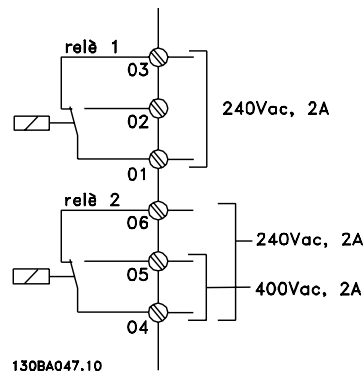 relè 1
03
02
240Vac, 2A
01
relè 2
06
240Vac, 2A
05
400Vac, 2A
04
130BA047.10